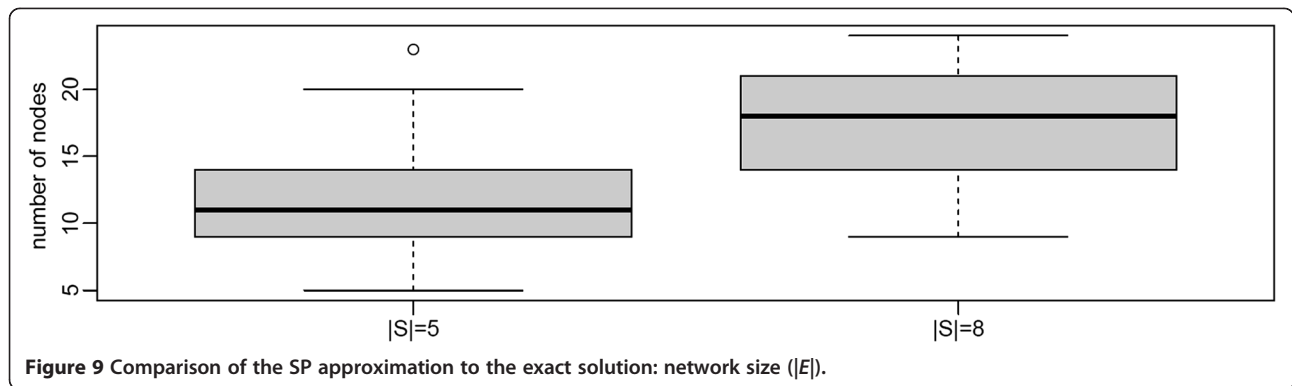 number of nodes
20
15
10
5
|S|=5
|S|=8
Figure 9 Comparison of the SP approximation to the exact solution: network size (|E|).